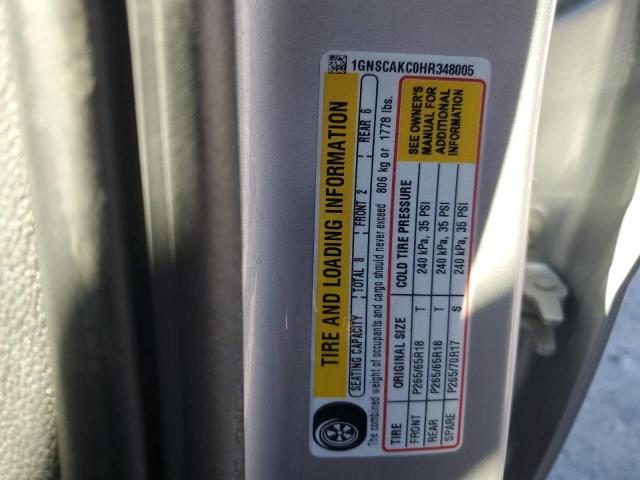 1GNSCAKC0HR348005
TIRE AND LOADING INFORMATION
SEATING CAPACITY TOTAL 8 FRONT 2 REAR 6
The combined weight of occupants and cargo should never exceed 806 kg or 1778 lbs.
TIRE ORIGINAL SIZE COLD TIRE PRESSURE
FRONT P265/65R18 T 240 kPa, 35 PSI
REAR P265/65R18 T 240 kPa, 35 PSI
SPARE P265/70R17 S 240 kPa, 35 PSI
SEE OWNER'S
MANUAL FOR
ADDITIONAL
INFORMATION